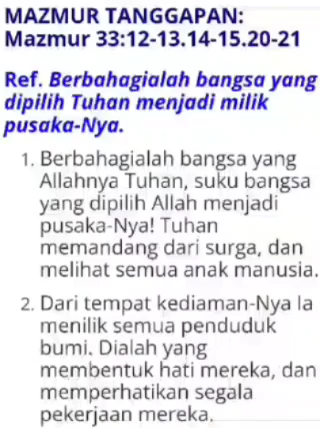 MAZMUR TANGGAPAN:
Mazmur 33:12-13.14-15.20-21
Ref. Berbahagialah bangsa yang
dipilih Tuhan menjadi milik
pusaka-Nya.
1. Berbahagialah bangsa yang
Allahnya Tuhan, suku bangsa
yang dipilih Allah menjadi
pusaka-Nya! Tuhan
memandang dari surga, dan
melihat semua anak manusia.
2. Dari tempat kediaman-Nya Ia
menilik semua penduduk
bumi. Dialah yang
membentuk hati mereka, dan
memperhatikan segala
pekerjaan mereka.